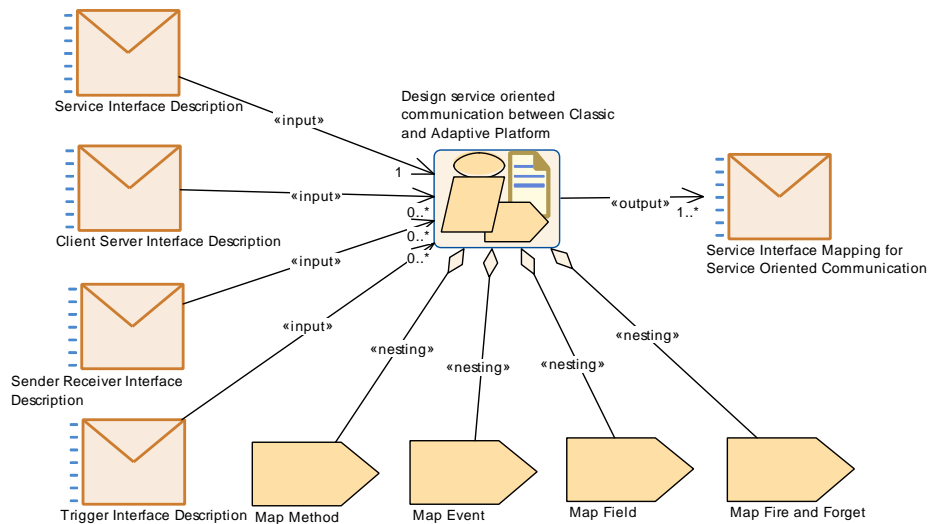 Service Interface Description
Design service oriented
communication between Classic
and Adaptive Platform
«input»
1
«input»
0..*
Client Server Interface Description
«output»
1..*
Service Interface Mapping for
Service Oriented Communication
0..*
«input»
0..*
Sender Receiver Interface
Description
«input»
«nesting»
«nesting»
«nesting»
«nesting»
Trigger Interface Description
Map Method
Map Event
Map Field
Map Fire and Forget